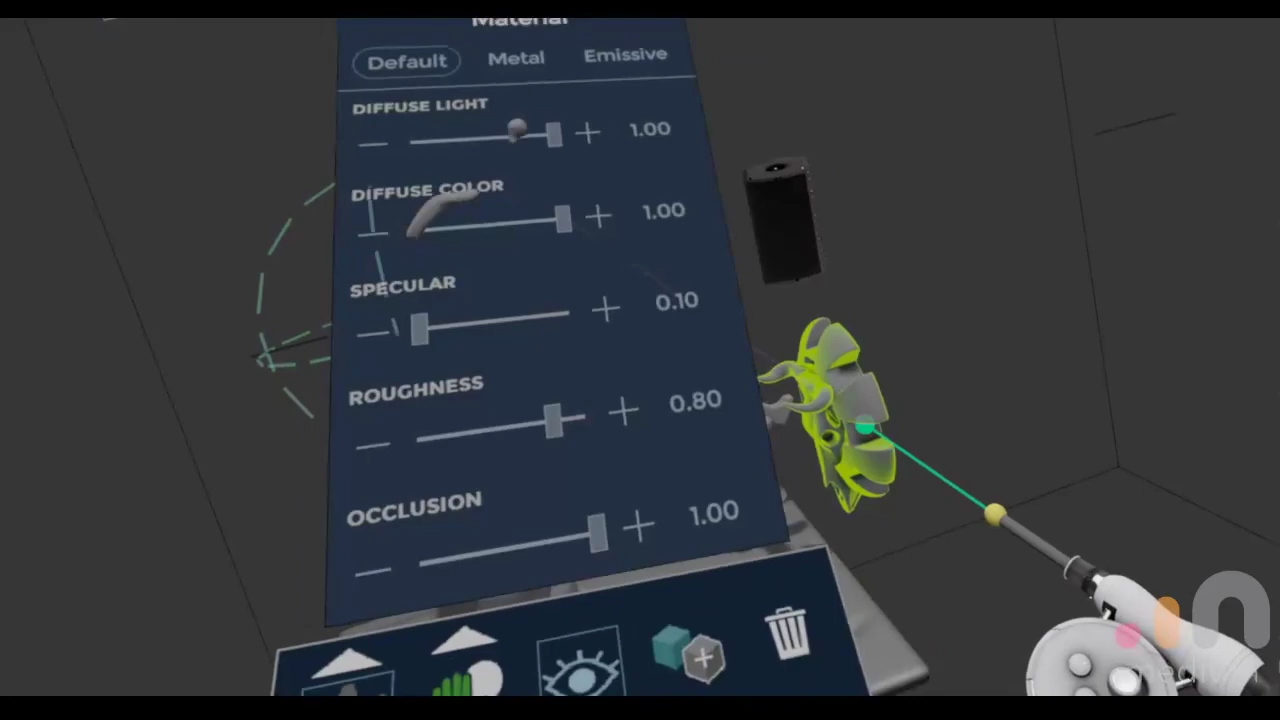 Material
Default Metal Emissive
DIFFUSE LIGHT
1.00
DIFFUSE COLOR
1.00
SPECULAR
0.10
ROUGHNESS
0.80
OCCLUSION
1.00